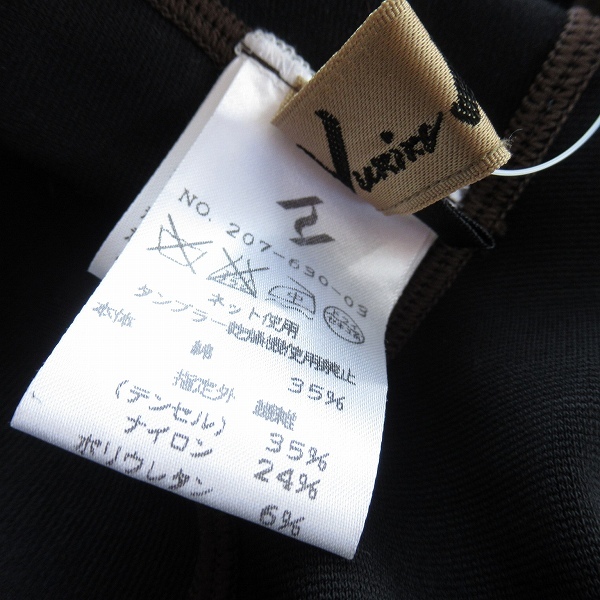 NO. 207-630-03
ネット使用
タンブラー乾燥機使用禁止
本体
綿 35%
指定外繊維
(テンセル) 35%
ナイロン 24%
ポリウレタン 6%